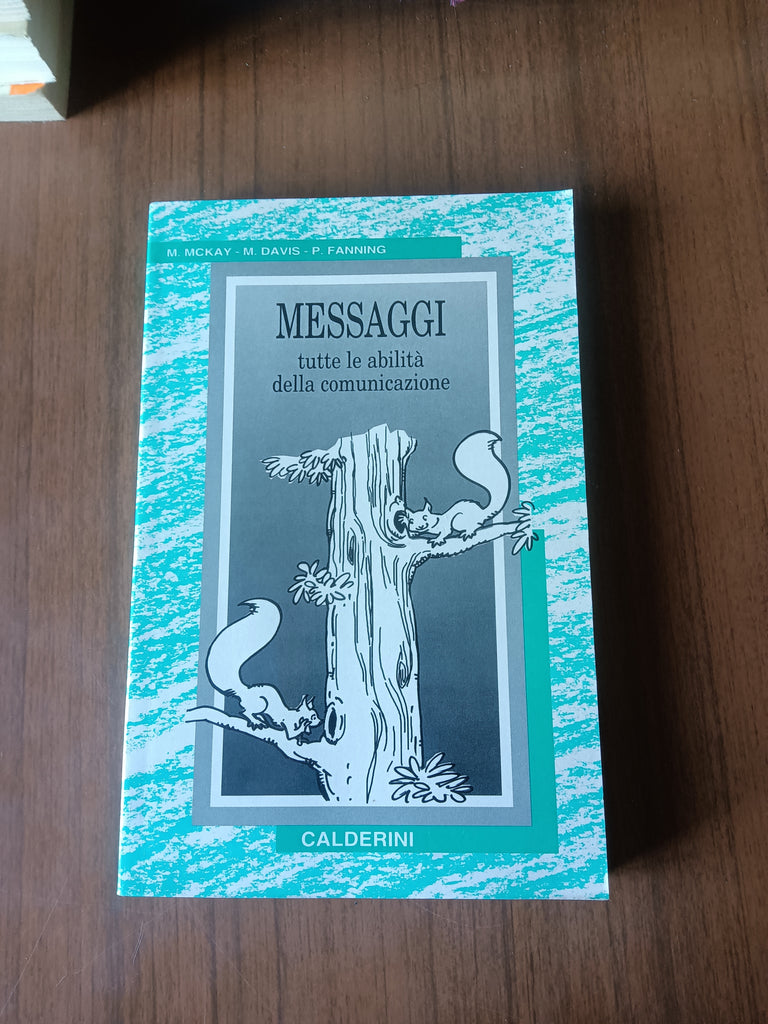 M. MCKAY - M. DAVIS - P. FANNING
MESSAGGI
tutte le abilità
della comunicazione
CALDERINI